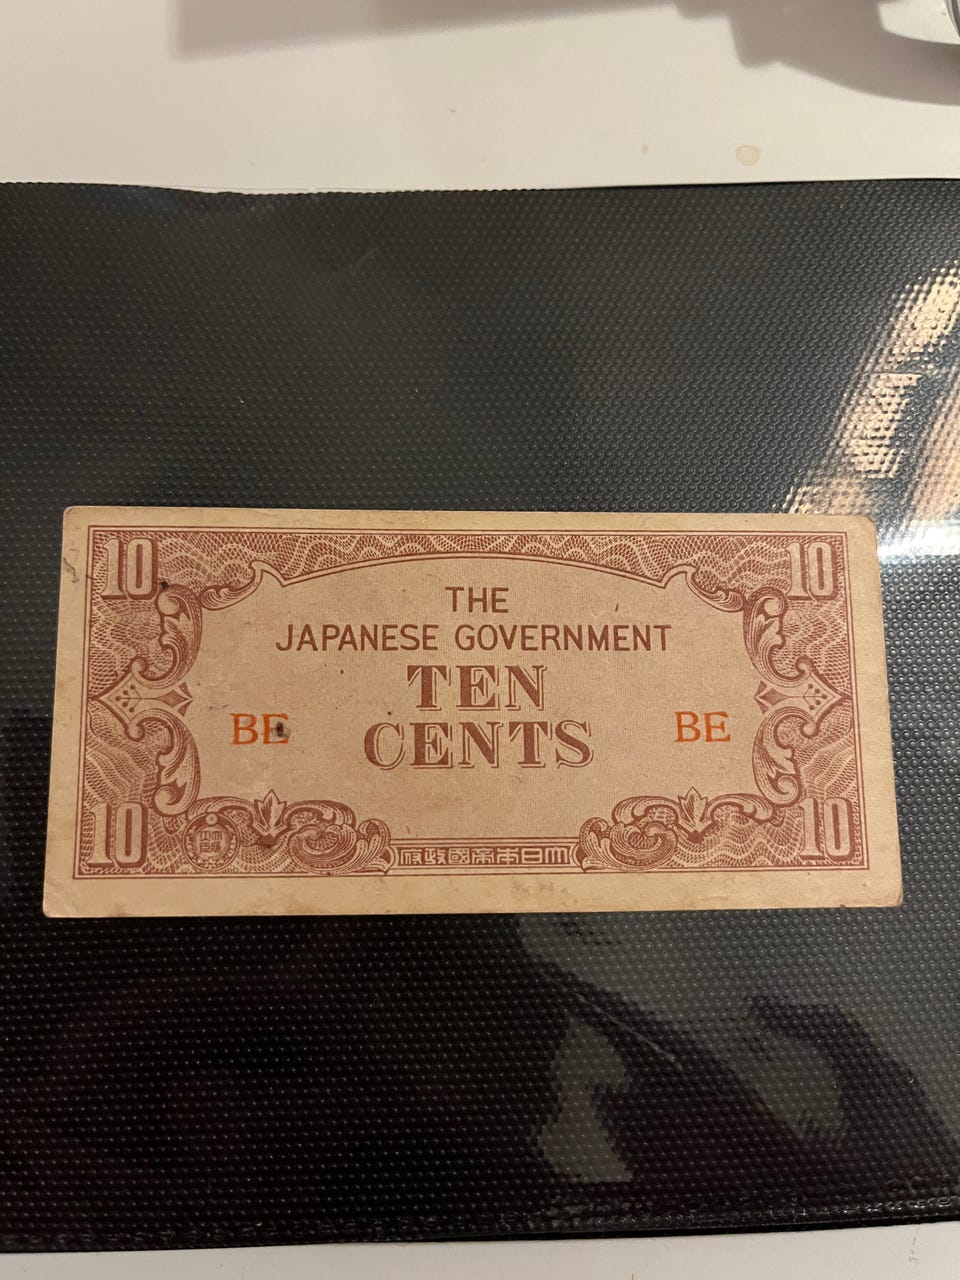 10 10
THE
JAPANESE GOVERNMENT
TEN
BE BE
CENTS
10 10
府政國帝本日大